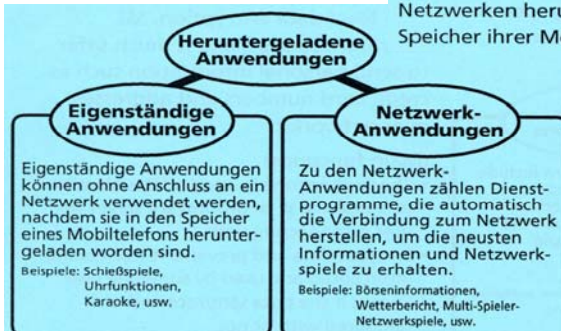 Netzwerken heru
Speicher ihrer M
Heruntergeladene
Anwendungen
Eigenständige
Anwendungen
Eigenständige Anwendungen
können ohne Anschluss an ein
Netzwerk verwendet werden,
nachdem sie in den Speicher
eines Mobiltelefons herunter-
geladen worden sind.
Beispiele: Schießspiele,
Uhrfunktionen,
Karaoke, usw.
Netzwerk-
Anwendungen
Zu den Netzwerk-
Anwendungen zählen Dienst-
programme, die automatisch
die Verbindung zum Netzwerk
herstellen, um die neusten
Informationen und Netzwerk-
spiele zu erhalten.
Beispiele: Börseninformationen,
Wetterbericht, Multi-Spieler-
Netzwerkspiele, usw.